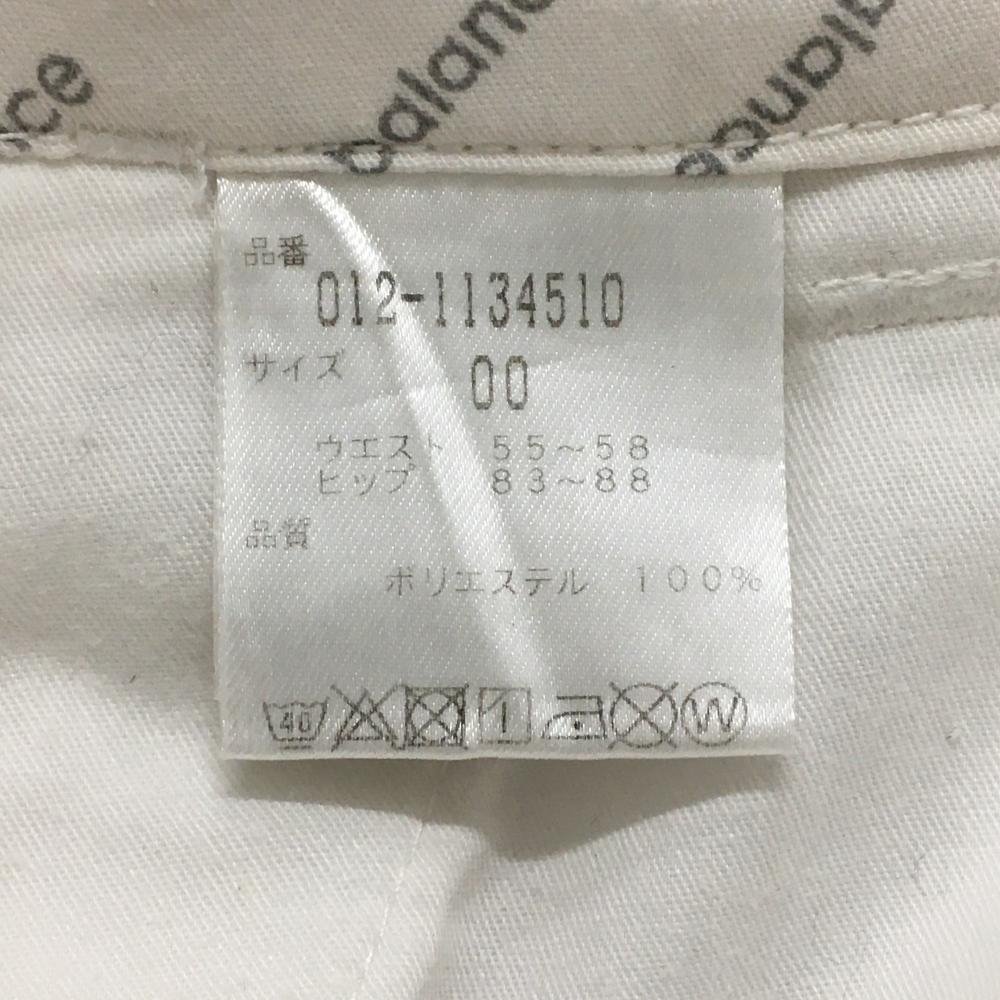 balance
品番
012-1134510
サイズ
00
ウエスト 55～58
ヒップ 83～88
品質
ポリエステル 100%
40
W